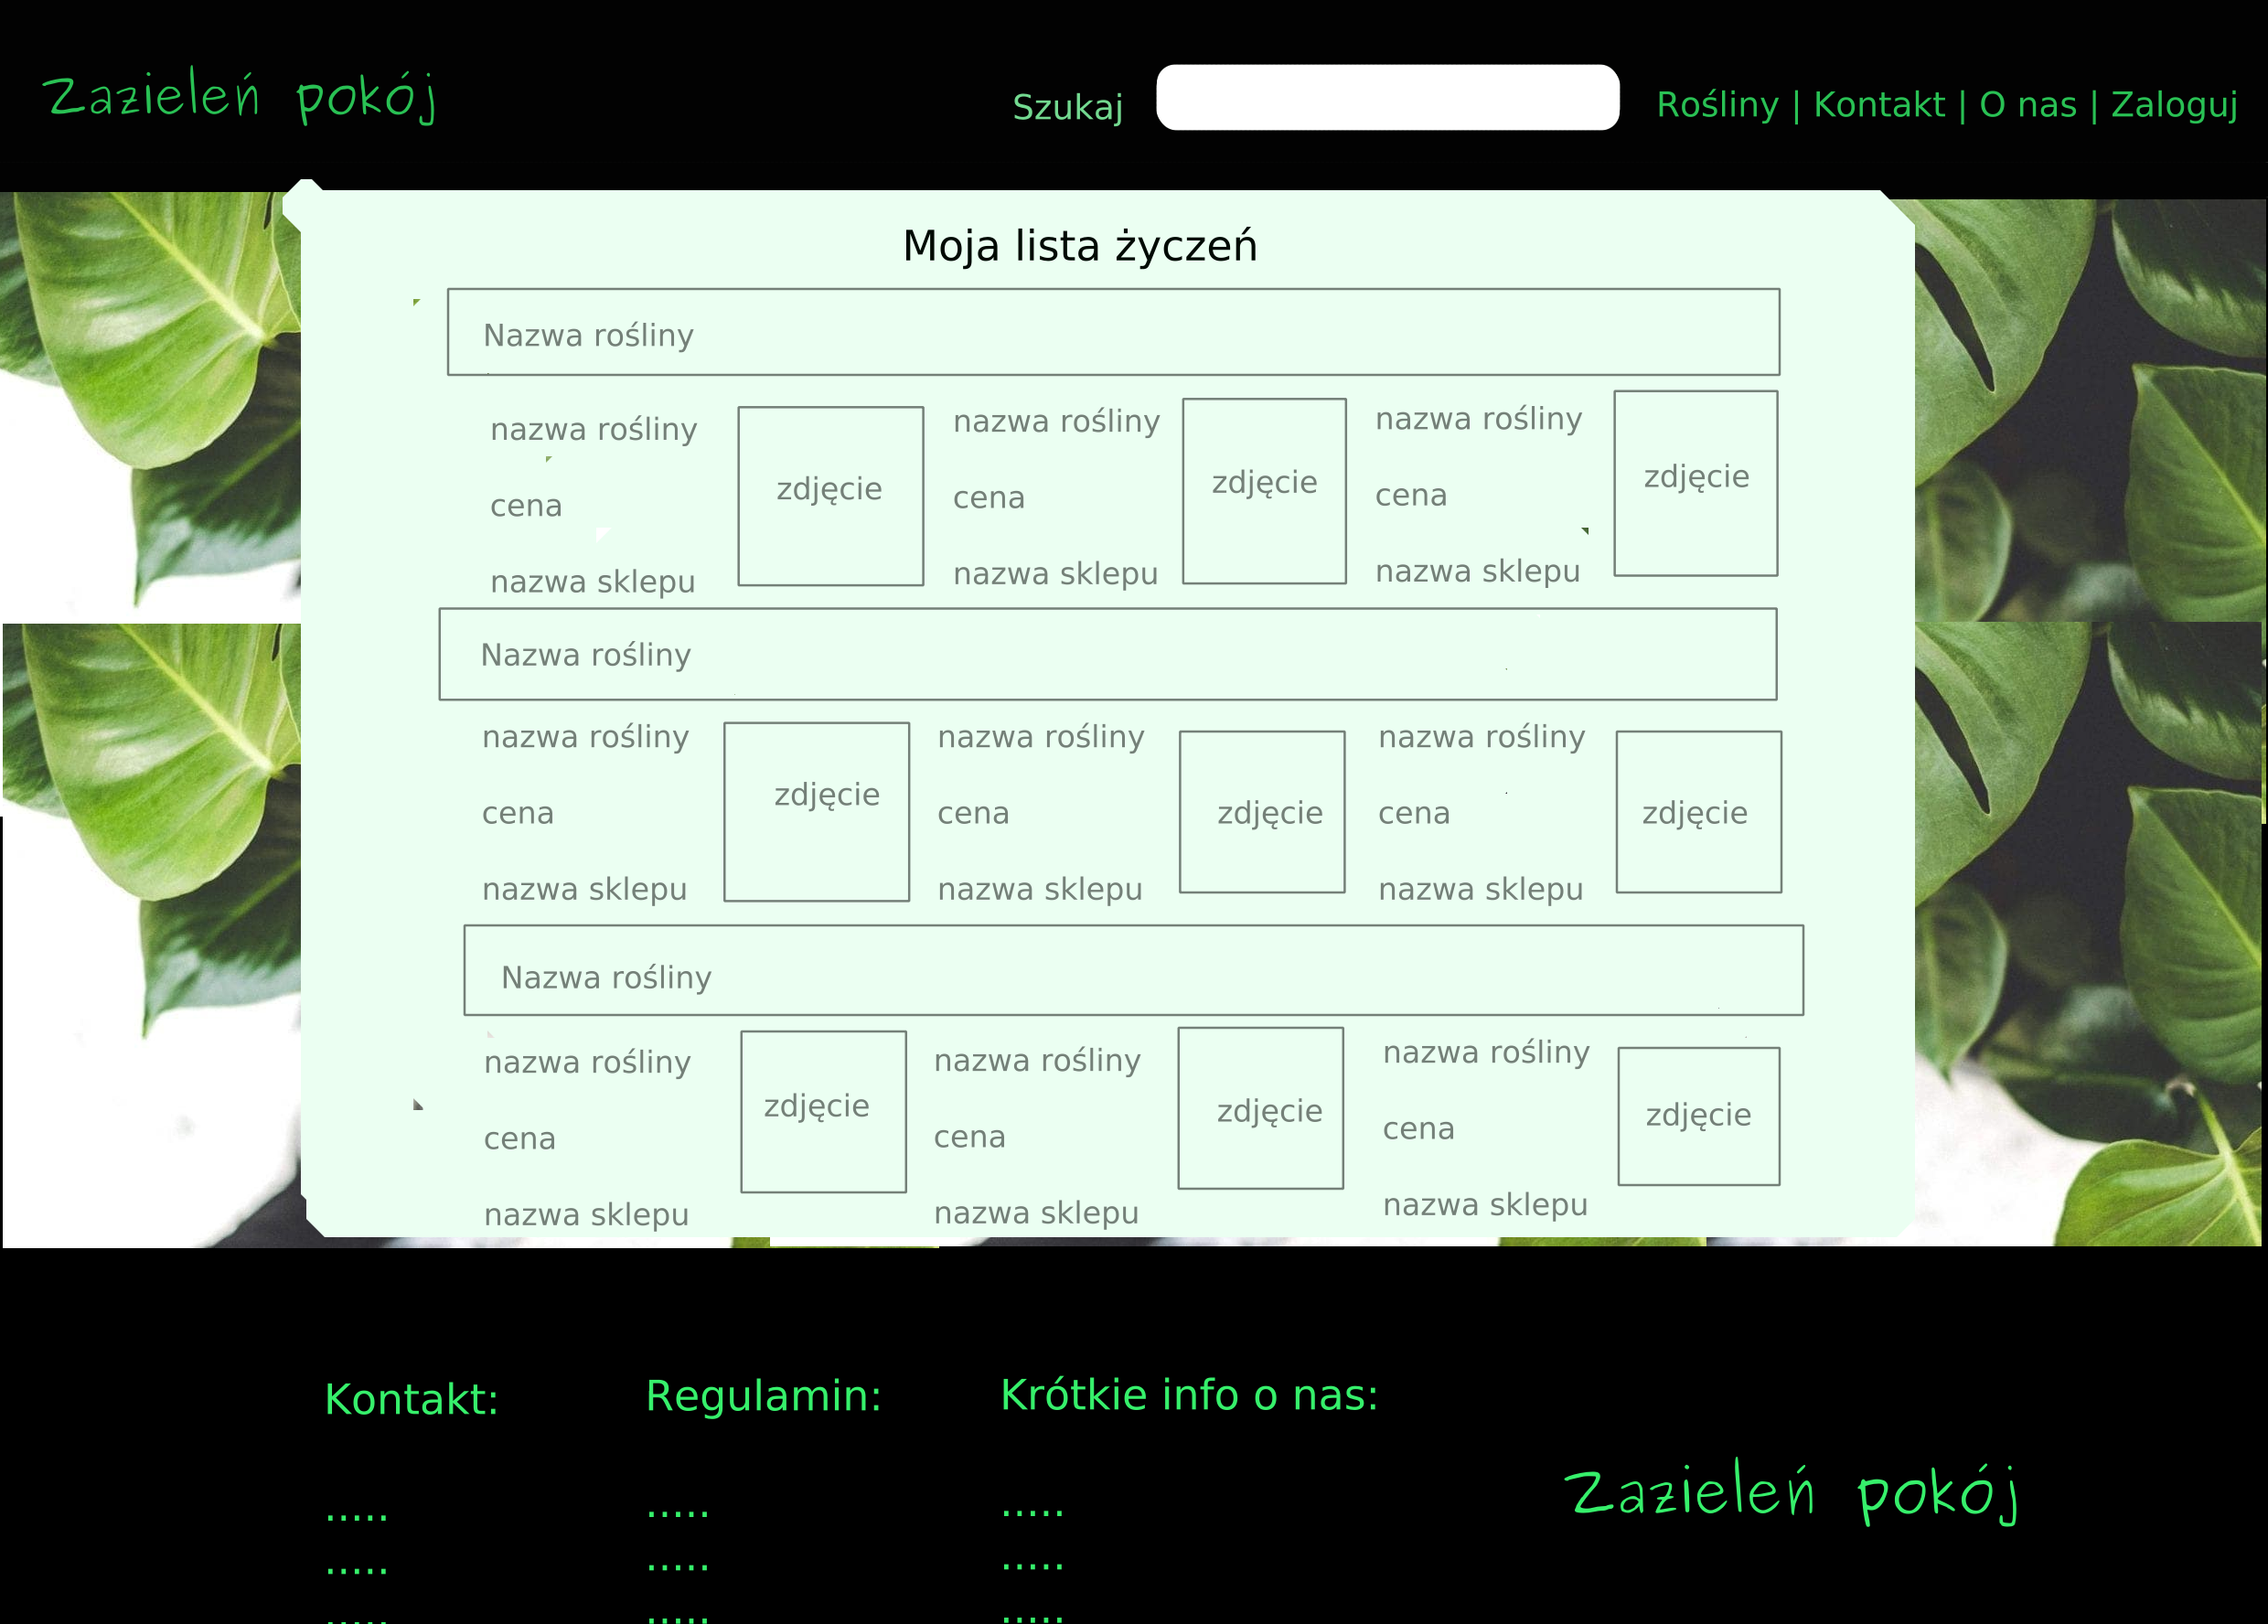 Zazieleń pokój
Szukaj
Rośliny | Kontakt | O nas | Zaloguj
Moja lista życzeń
Nazwa rośliny
nazwa rośliny
cena
nazwa sklepu
zdjęcie
nazwa rośliny
cena
nazwa sklepu
zdjęcie
nazwa rośliny
cena
nazwa sklepu
zdjęcie
Nazwa rośliny
nazwa rośliny
cena
nazwa sklepu
zdjęcie
nazwa rośliny
cena
nazwa sklepu
zdjęcie
nazwa rośliny
cena
nazwa sklepu
zdjęcie
Nazwa rośliny
nazwa rośliny
cena
nazwa sklepu
zdjęcie
nazwa rośliny
cena
nazwa sklepu
zdjęcie
nazwa rośliny
cena
nazwa sklepu
zdjęcie
Kontakt:
.....
.....
.....
Regulamin:
.....
.....
.....
Krótkie info o nas:
.....
.....
.....
Zazieleń pokój